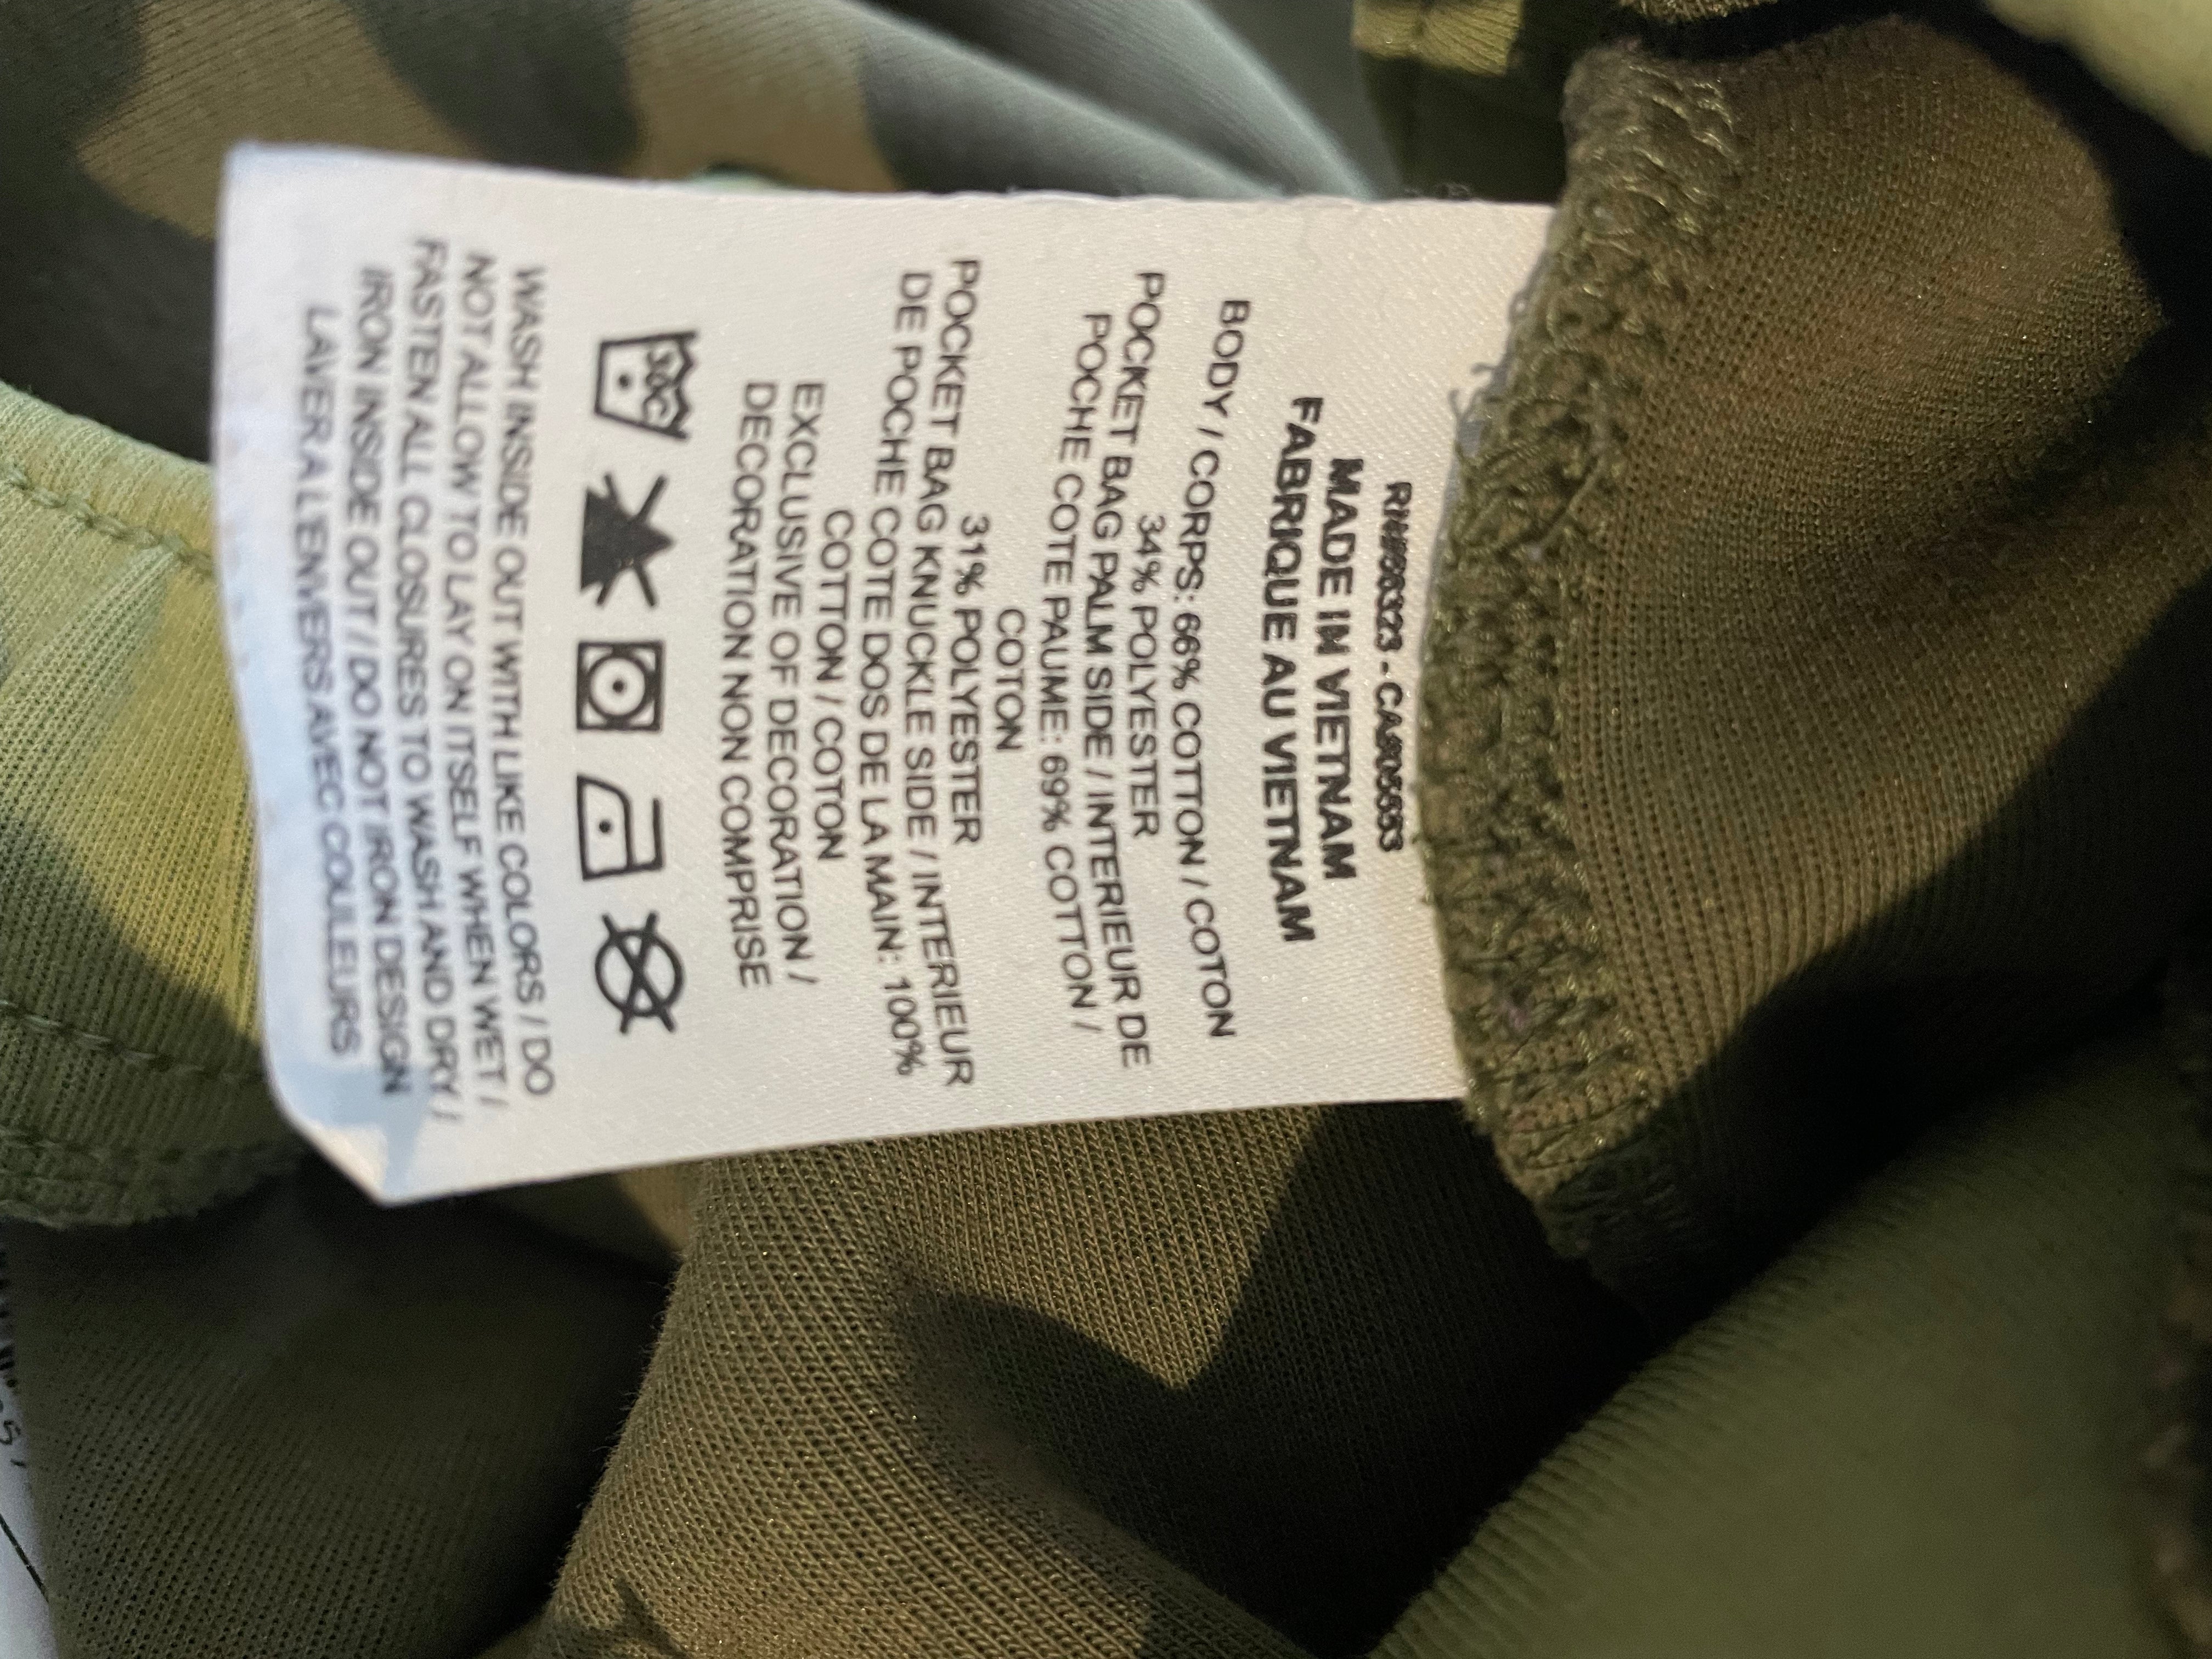 MADE IN VIETNAM
FABRIQUE AU VIETNAM
BODY / CORPS: 66% COTTON / COTON
34% POLYESTER
POCKET BAG PALM SIDE / INTERIEUR DE
POCHE COTE PAUME: 69% COTTON /
COTON
31% POLYESTER
POCKET BAG KNUCKLE SIDE / INTERIEUR
DE POCHE COTE DOS DE LA MAIN: 100%
COTTON / COTON
EXCLUSIVE OF DECORATION /
DECORATION NON COMPRISE
30C
WASH INSIDE OUT WITH LIKE COLORS / DO
NOT ALLOW TO LAY ON ITSELF WHEN WET /
FASTEN ALL CLOSURES TO WASH AND DRY /
IRON INSIDE OUT / DO NOT IRON DESIGN
LAVER A L'ENVERS AVEC COULEURS